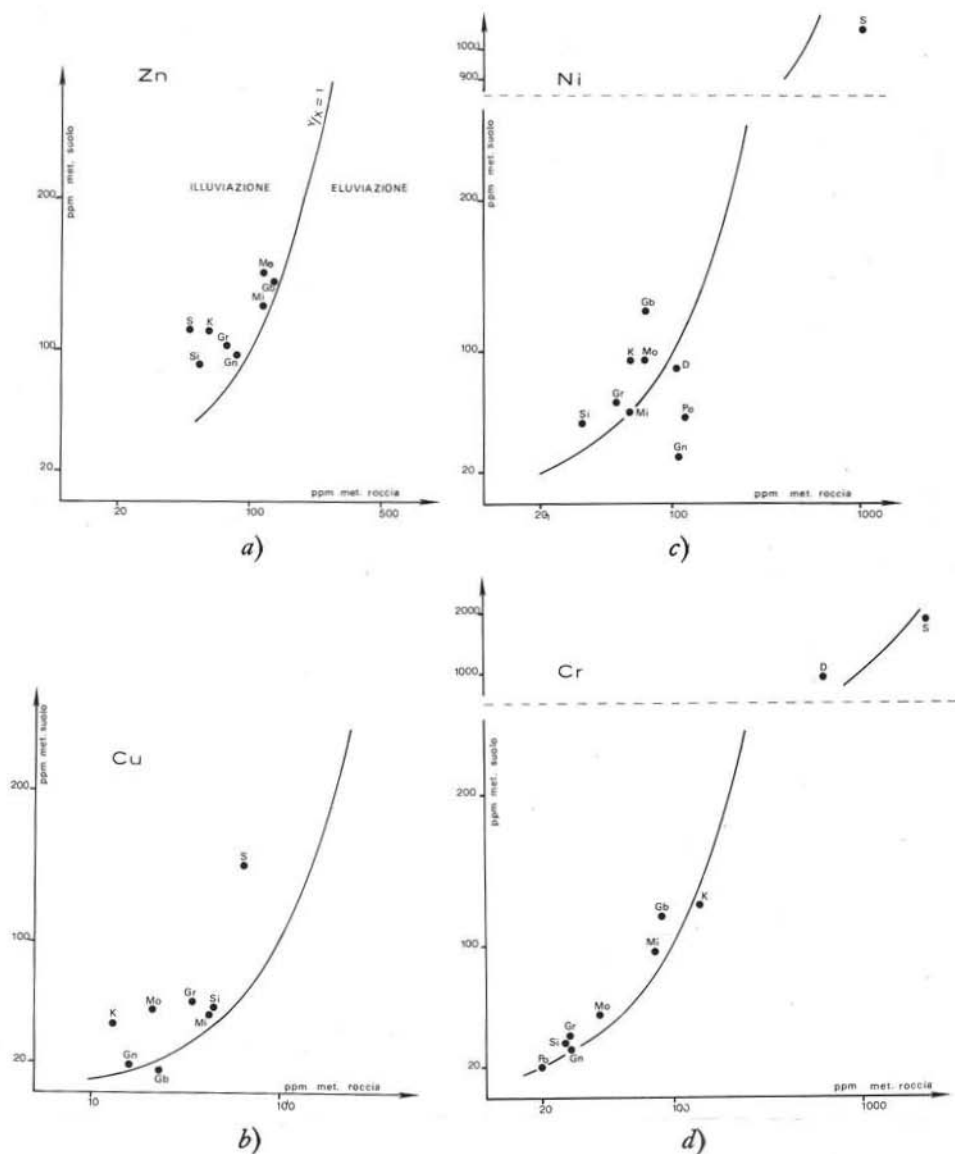 Zn
ppm met. suolo
200
100
20
Y/X = 1
ILLUVIAZIONE
ELUVIAZIONE
Mo
Gb
Mi
S
K
Gr
Si
Gn
ppm met. roccia
20
100
500
a)
Ni
S
1000
900
ppm met. suolo
200
100
20
Gb
K
Mo
D
Gr
Mi
Po
Si
Gn
ppm met. roccia
20
100
1000
c)
Cu
ppm met. suolo
200
100
20
S
K
Mo
Gr
Si
Mi
Gn
Gb
ppm met. roccia
10
100
b)
Cr
2000
1000
D
S
ppm met. suolo
200
100
20
Gb
K
Mi
Mo
Gr
Si
Gn
Po
ppm met. roccia
20
100
1000
d)